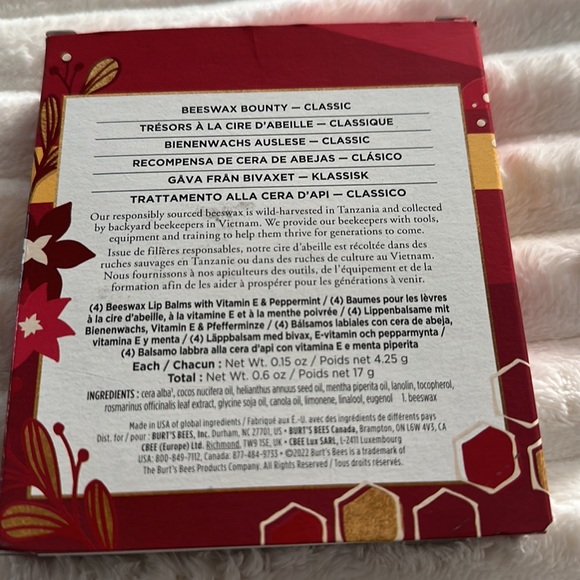 BEESWAX BOUNTY — CLASSIC
TRÉSORS À LA CIRE D'ABEILLE — CLASSIQUE
BIENENWACHS AUSLESE — CLASSIC
RECOMPENSA DE CERA DE ABEJAS — CLÁSICO
GÅVA FRÅN BIVAXET — KLASSISK
TRATTAMENTO ALLA CERA D'API — CLASSICO
Our responsibly sourced beeswax is wild-harvested in Tanzania and collected
by backyard beekeepers in Vietnam. We provide our beekeepers with tools,
equipment and training to help them thrive for generations to come.
Issue de filières responsables, notre cire d'abeille est récoltée dans des
ruches sauvages en Tanzanie ou dans des ruches de culture au Vietnam.
Nous fournissons à nos apiculteurs des outils, de l'équipement et de la
formation afin de les aider à prospérer pour les générations à venir.
(4) Beeswax Lip Balms with Vitamin E & Peppermint / (4) Baumes pour les lèvres
à la cire d'abeille, à la vitamine E et à la menthe poivrée / (4) Lippenbalsame mit
Bienenwachs, Vitamin E & Pfefferminze / (4) Bálsamos labiales con cera de abeja,
vitamina E y menta / (4) Läppbalsam med bivax, E-vitamin och pepparmynta /
(4) Balsamo labbra alla cera d'api con vitamina E e menta piperita
Each / Chacun : Net Wt. 0.15 oz / Poids net 4.25 g
Total : Net Wt. 0.6 oz / Poids net 17 g
INGREDIENTS: cera alba¹, cocos nucifera oil, helianthus annuus seed oil, mentha piperita oil, lanolin, tocopherol,
rosmarinus officinalis leaf extract, glycine soja oil, canola oil, limonene, linalool, eugenol 1. beeswax
Made in USA of global ingredients / Fabriqué aux É.-U. avec des ingrédients de différents pays
Dist. for / pour : BURT'S BEES, Inc. Durham, NC 27701, US • BURT'S BEES Canada, Brampton, ON L6W 4V3, CA
CBEE (Europe) Ltd. Richmond, TW9 1SE, UK • CBEE Lux SARL, L-2411 Luxembourg
USA: 800-849-7112, Canada: 877-484-9753 • ©2022 Burt's Bees is a trademark of
The Burt's Bees Products Company. All Rights Reserved / Tous droits réservés.